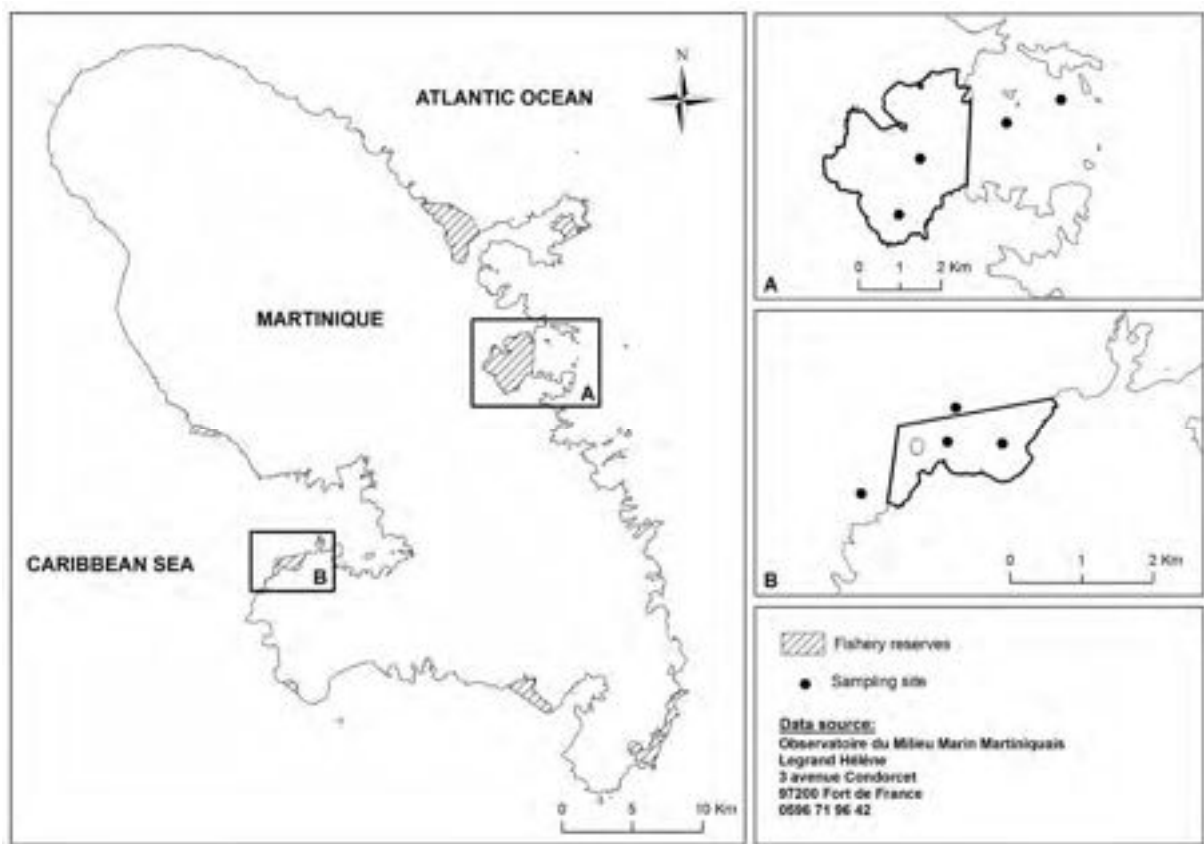 N
ATLANTIC OCEAN
MARTINIQUE
A
CARIBBEAN SEA
B
0 5 10 Km
0 1 2 Km
A
0 1 2 Km
B
Fishery reserves
Sampling site
Data source:
Observatoire du Milieu Marin Martiniquais
Legrand Hélène
3 avenue Condorcet
97200 Fort de France
0596 71 96 42